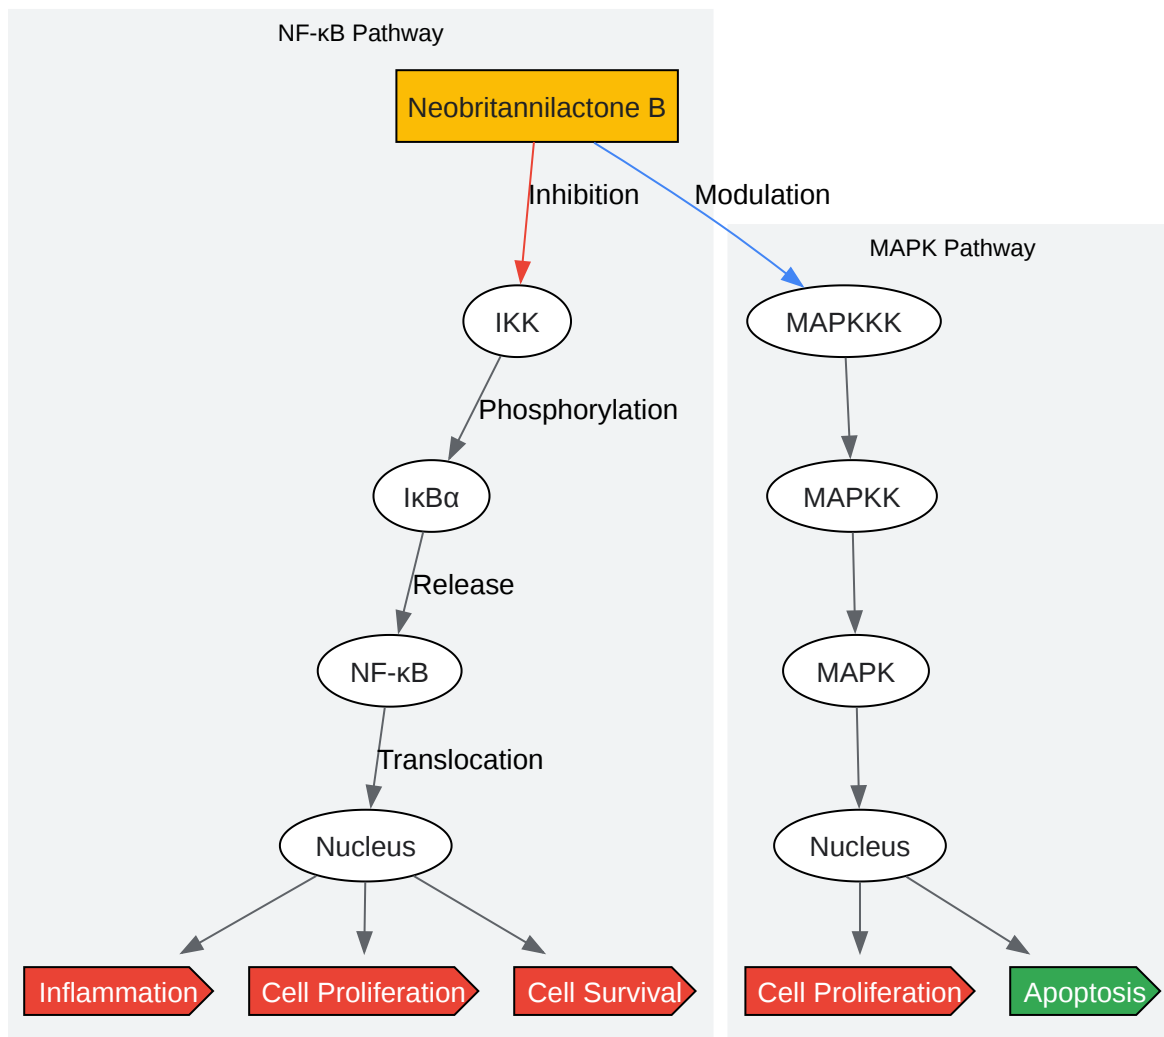 NF-κB Pathway
Neobritannilactone B
Inhibition
Modulation
MAPK Pathway
IKK
MAPKKK
Phosphorylation
IκBα
MAPKK
Release
NF-κB
MAPK
Translocation
Nucleus
Nucleus
Inflammation
Cell Proliferation
Cell Survival
Cell Proliferation
Apoptosis